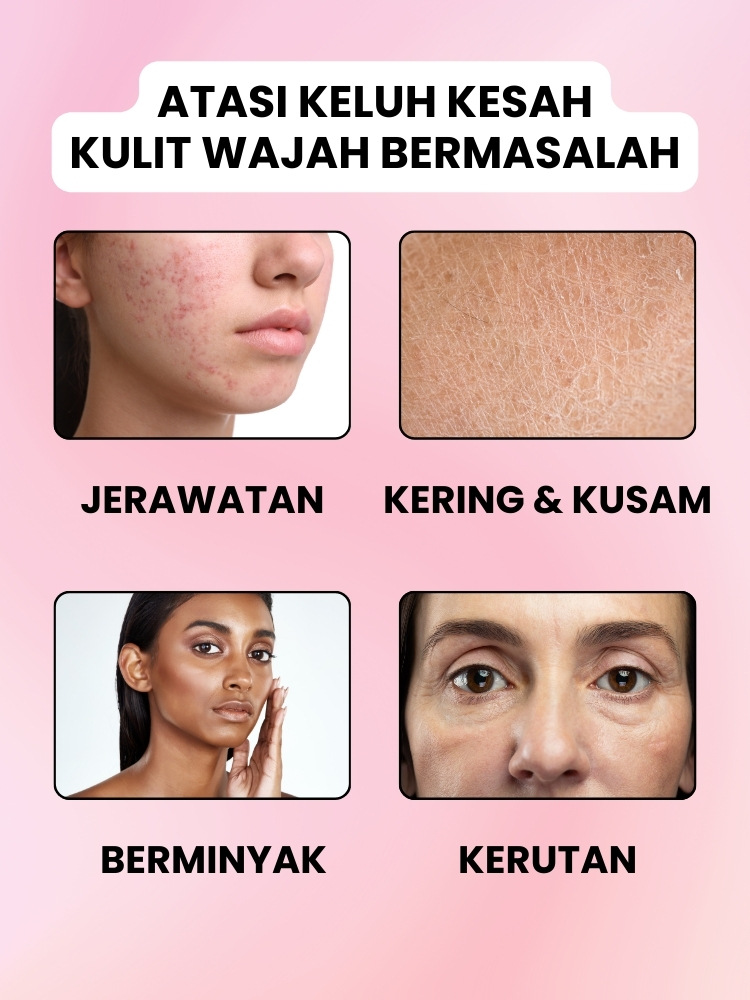 ATASI KELUH KESAH
KULIT WAJAH BERMASALAH
JERAWATAN
KERING & KUSAM
BERMINYAK
KERUTAN